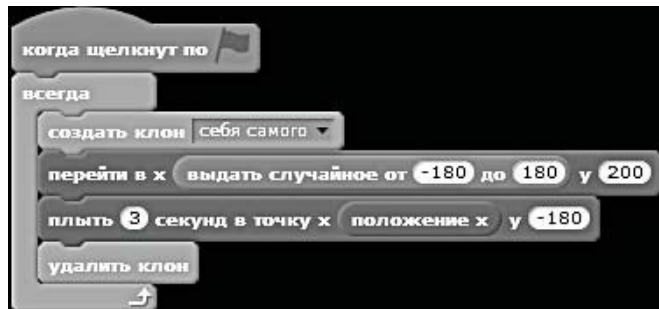 когда щелкнут по
всегда
создать клон себя самого
перейти в x выдать случайное от -180 до 180 y 200
плыть 3 секунд в точку x положение x y -180
удалить клон